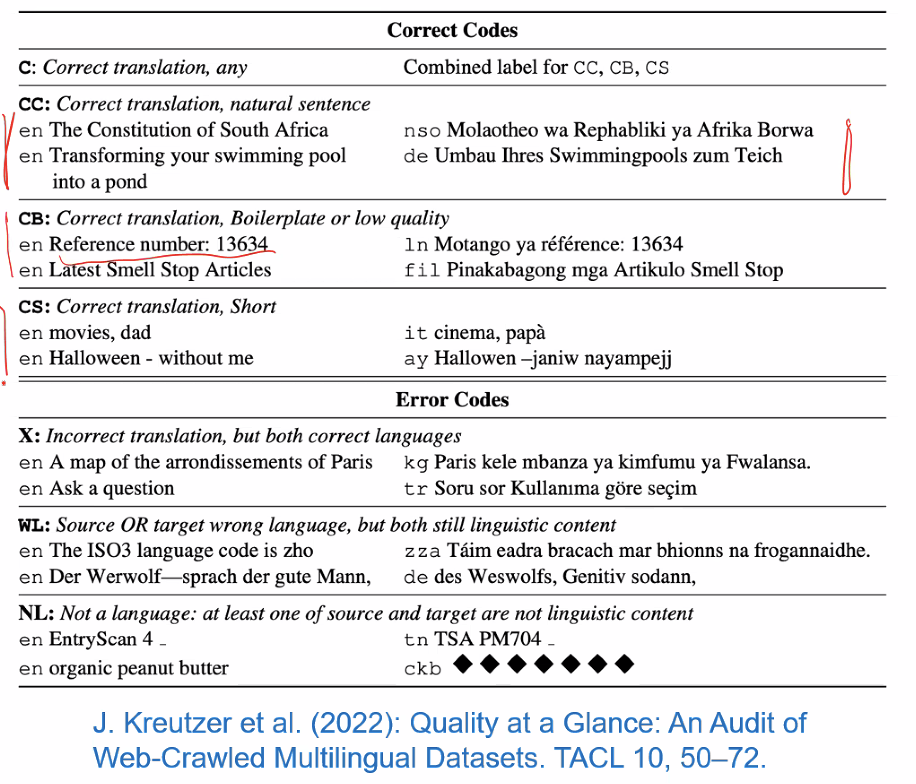 Correct Codes
C: Correct translation, any Combined label for CC, CB, CS
CC: Correct translation, natural sentence
en The Constitution of South Africa nso Molaotheo wa Rephabliki ya Afrika Borwa
en Transforming your swimming pool de Umbau Ihres Swimmingpools zum Teich
into a pond
CB: Correct translation, Boilerplate or low quality
en Reference number: 13634 ln Motango ya référence: 13634
en Latest Smell Stop Articles fil Pinakabagong mga Artikulo Smell Stop
CS: Correct translation, Short
en movies, dad it cinema, papà
en Halloween - without me ay Hallowen –janiw nayampejj
Error Codes
X: Incorrect translation, but both correct languages
en A map of the arrondissements of Paris kg Paris kele mbanza ya kimfumu ya Fwalansa.
en Ask a question tr Soru sor Kullanıma göre seçim
WL: Source OR target wrong language, but both still linguistic content
en The ISO3 language code is zho zza Táim eadra bracach mar bhionns na frogannaidhe.
en Der Werwolf—sprach der gute Mann, de des Weswolfs, Genitiv sodann,
NL: Not a language: at least one of source and target are not linguistic content
en EntryScan 4 _ tn TSA PM704 _
en organic peanut butter ckb ◆◆◆◆◆◆◆
J. Kreutzer et al. (2022): Quality at a Glance: An Audit of
Web-Crawled Multilingual Datasets. TACL 10, 50–72.